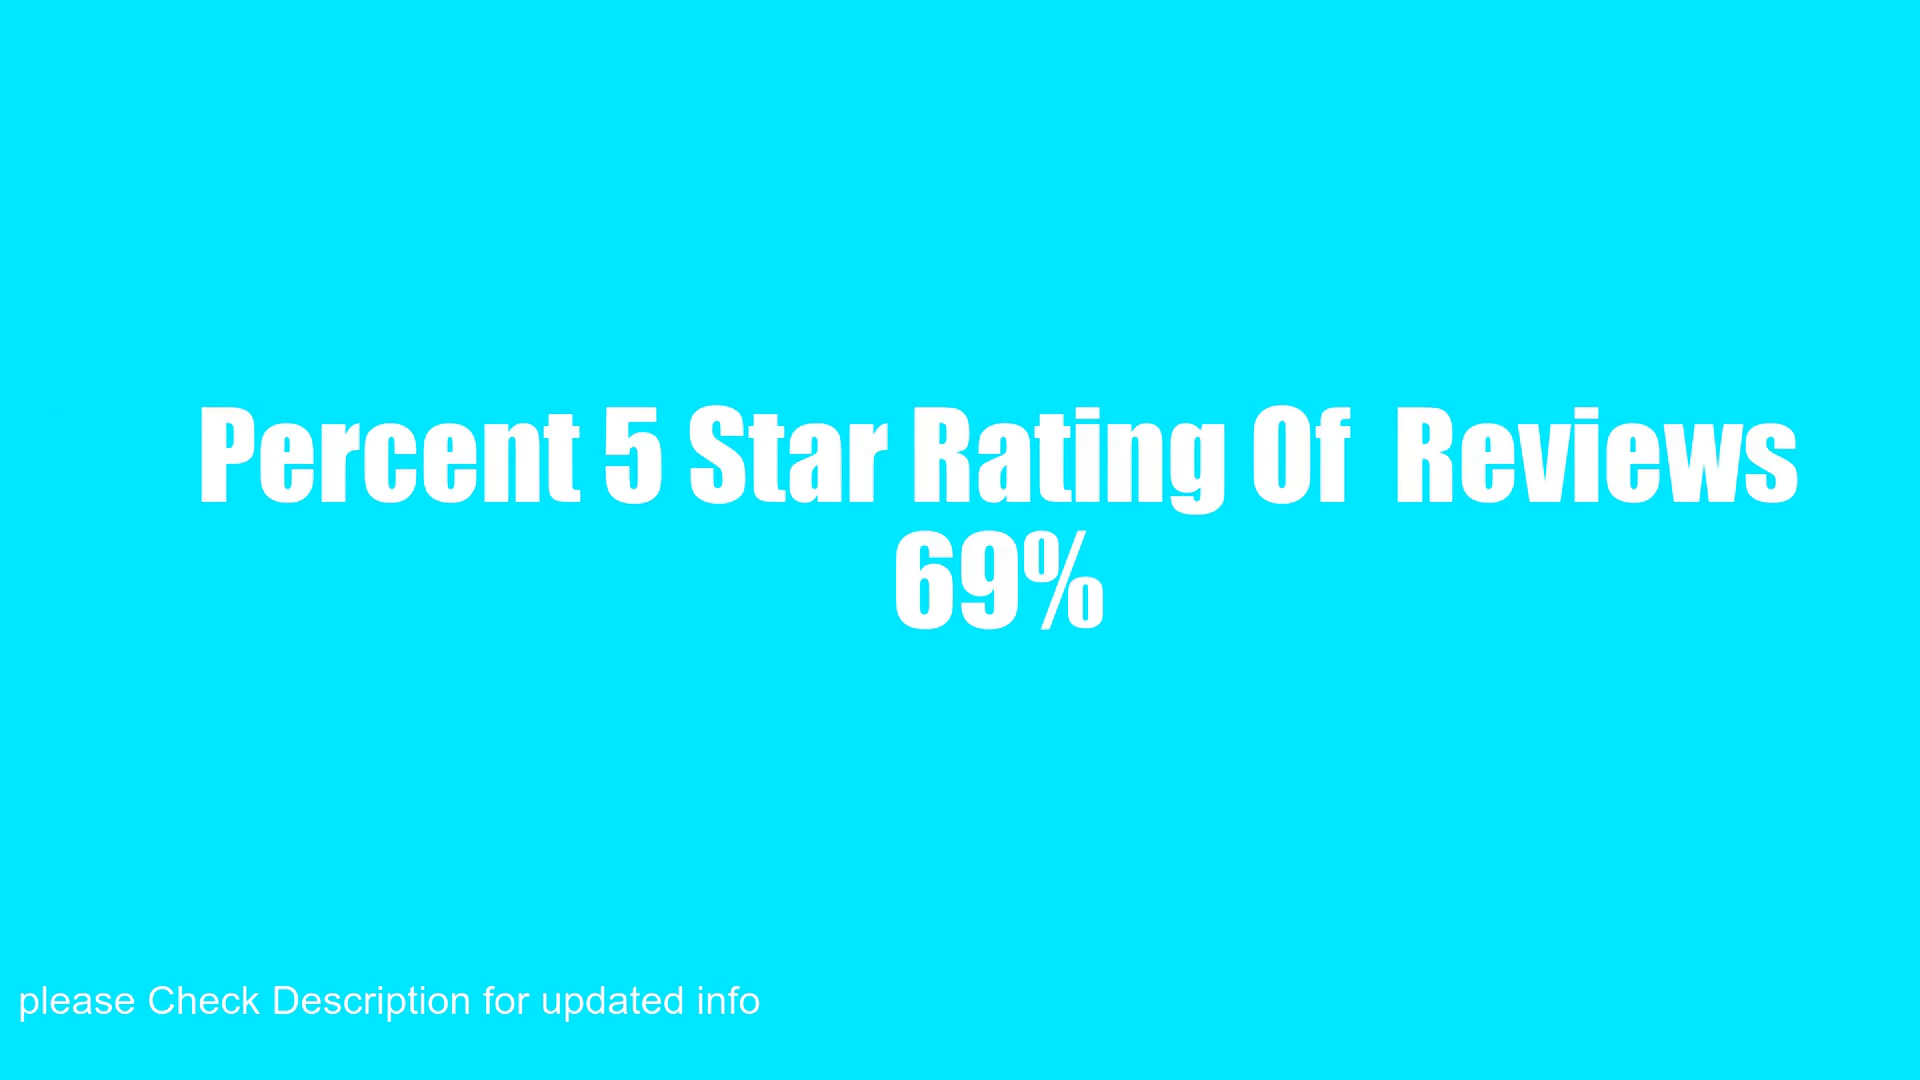 Percent 5 Star Rating Of  Reviews
69%
please Check Description for updated info